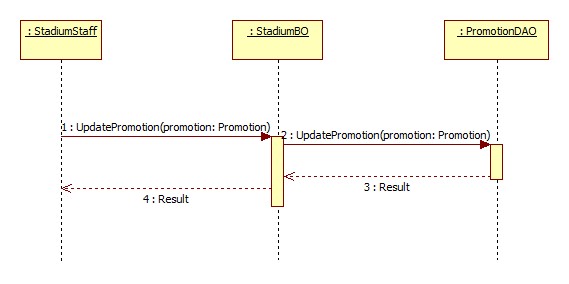 : StadiumStaff
: StadiumBO
: PromotionDAO
1 : UpdatePromotion(promotion: Promotion)
2 : UpdatePromotion(promotion: Promotion)
3 : Result
4 : Result